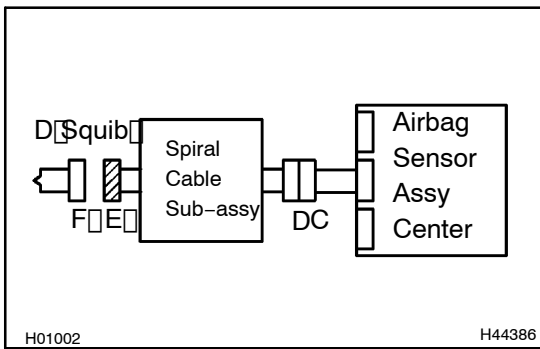 D▯Squib▯
Spiral
Cable
Sub−assy
F▯ E▯
DC
Airbag
Sensor
Assy
Center
H01002
H44386